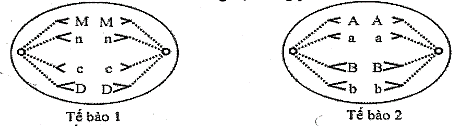 M M A A
n n a a
c c B B
D D b b
Tế bào 1 Tế bào 2